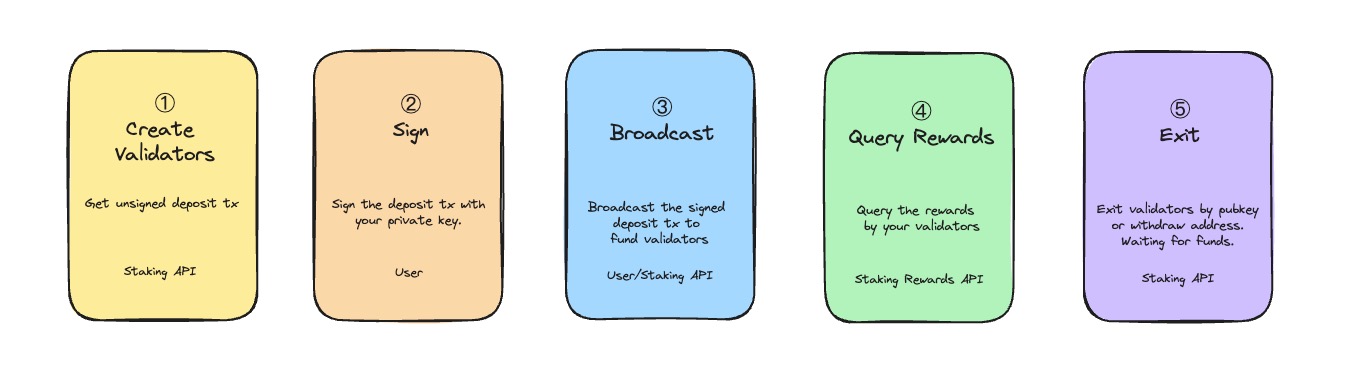 ①
Create
Validators
Get unsigned deposit tx
Staking API
②
Sign
Sign the deposit tx with
your private key.
User
③
Broadcast
Broadcast the signed
deposit tx to
fund validators
User/Staking API
④
Query Rewards
Query the rewards
by your validators
Staking Rewards API
⑤
Exit
Exit validators by pubkey
or withdraw address.
Waiting for funds.
Staking API